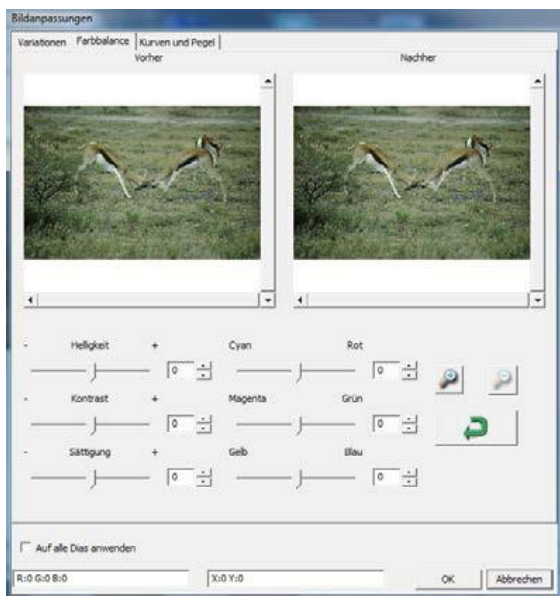 Bildanpassungen
Variationen Farbbalance Kurven und Pegel
Vorher Nachher
- Helligkeit + 0 Cyan Rot 0
- Kontrast + 0 Magenta Grün 0
- Sättigung + 0 Gelb Blau 0
Auf alle Dias anwenden
R:0 G:0 B:0 X:0 Y:0 OK Abbrechen